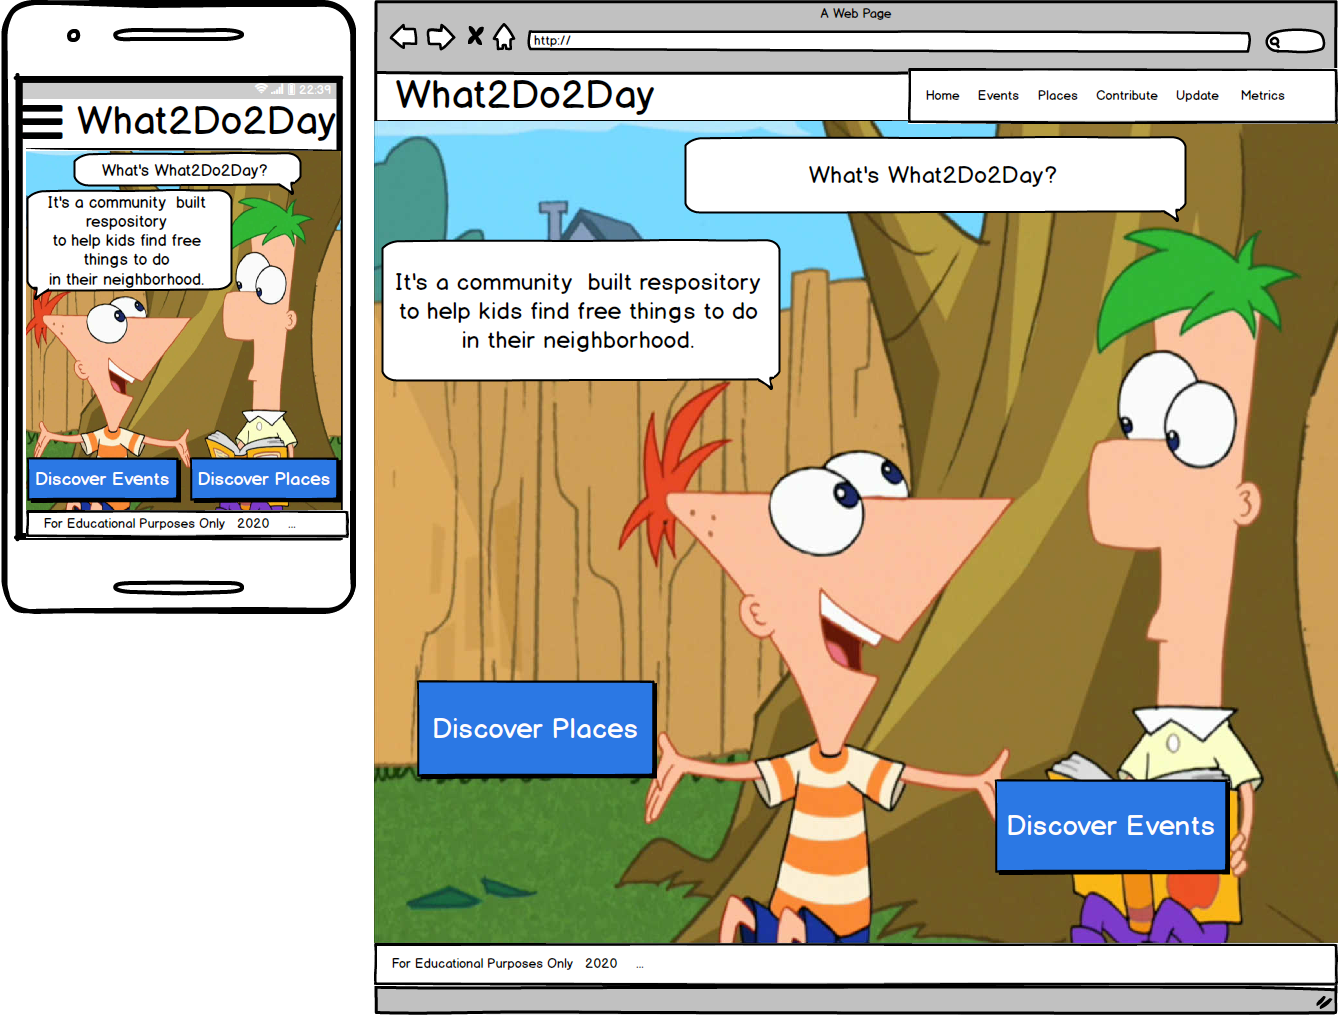 22:39
What2Do2Day
What's What2Do2Day?
It's a community built
respository
to help kids find free
things to do
in their neighborhood.
Discover Events
Discover Places
For Educational Purposes Only 2020 ...
A Web Page
http://
What2Do2Day
Home Events Places Contribute Update Metrics
What's What2Do2Day?
It's a community built respository
to help kids find free things to do
in their neighborhood.
Discover Places
Discover Events
For Educational Purposes Only 2020 ...